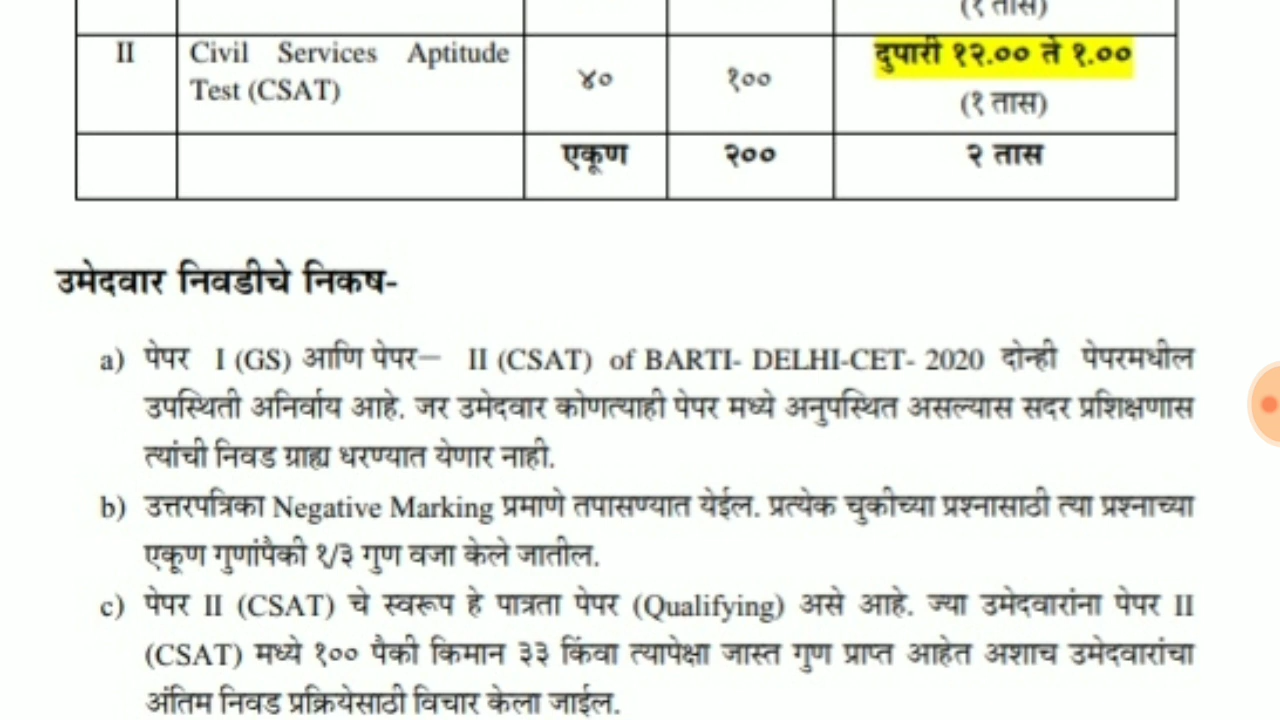 (१ तास)
II Civil Services Aptitude Test (CSAT) ४० १०० दुपारी १२.०० ते १.०० (१ तास)
एकूण २०० २ तास
उमेदवार निवडीचे निकष-
a) पेपर I (GS) आणि पेपर– II (CSAT) of BARTI- DELHI-CET- 2020 दोन्ही पेपरमधील
उपस्थिती अनिर्वाय आहे. जर उमेदवार कोणत्याही पेपर मध्ये अनुपस्थित असल्यास सदर प्रशिक्षणास
त्यांची निवड ग्राह्य धरण्यात येणार नाही.
b) उत्तरपत्रिका Negative Marking प्रमाणे तपासण्यात येईल. प्रत्येक चुकीच्या प्रश्नासाठी त्या प्रश्नाच्या
एकूण गुणांपैकी १/३ गुण वजा केले जातील.
c) पेपर II (CSAT) चे स्वरूप हे पात्रता पेपर (Qualifying) असे आहे. ज्या उमेदवारांना पेपर II
(CSAT) मध्ये १०० पैकी किमान ३३ किंवा त्यापेक्षा जास्त गुण प्राप्त आहेत अशाच उमेदवारांचा
अंतिम निवड प्रक्रियेसाठी विचार केला जाईल.